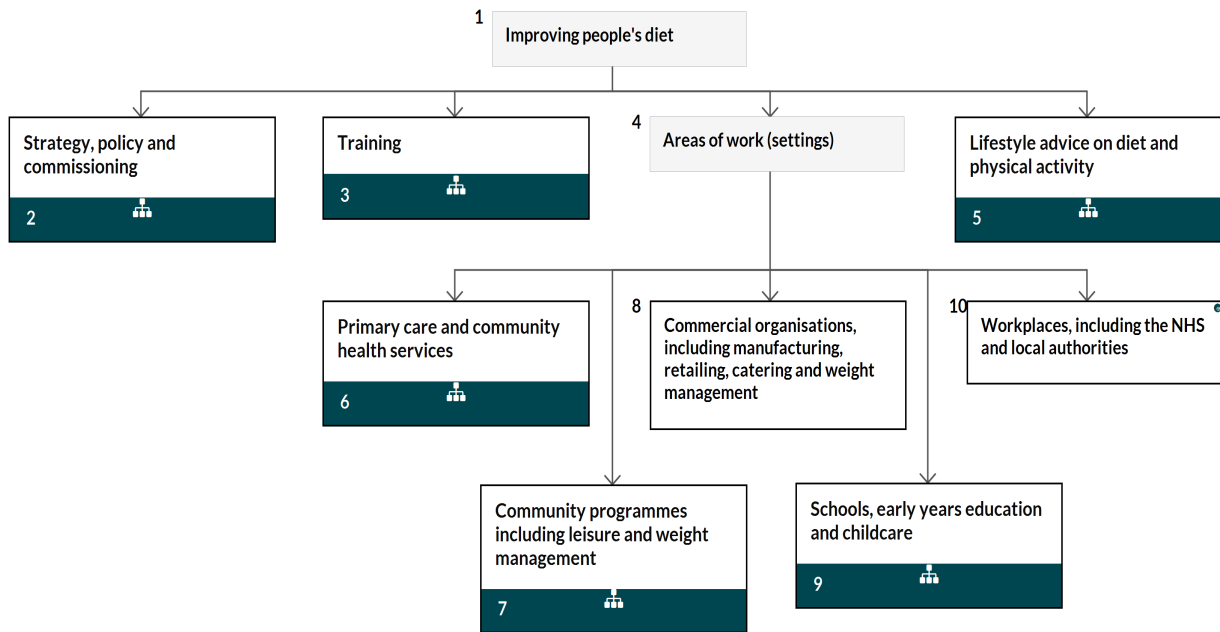 1
Improving people's diet
Strategy, policy and
commissioning
2
Training
3
4
Areas of work (settings)
Lifestyle advice on diet and
physical activity
5
Primary care and community
health services
6
8
Commercial organisations,
including manufacturing,
retailing, catering and weight
management
10
Workplaces, including the NHS
and local authorities
Community programmes
including leisure and weight
management
7
Schools, early years education
and childcare
9